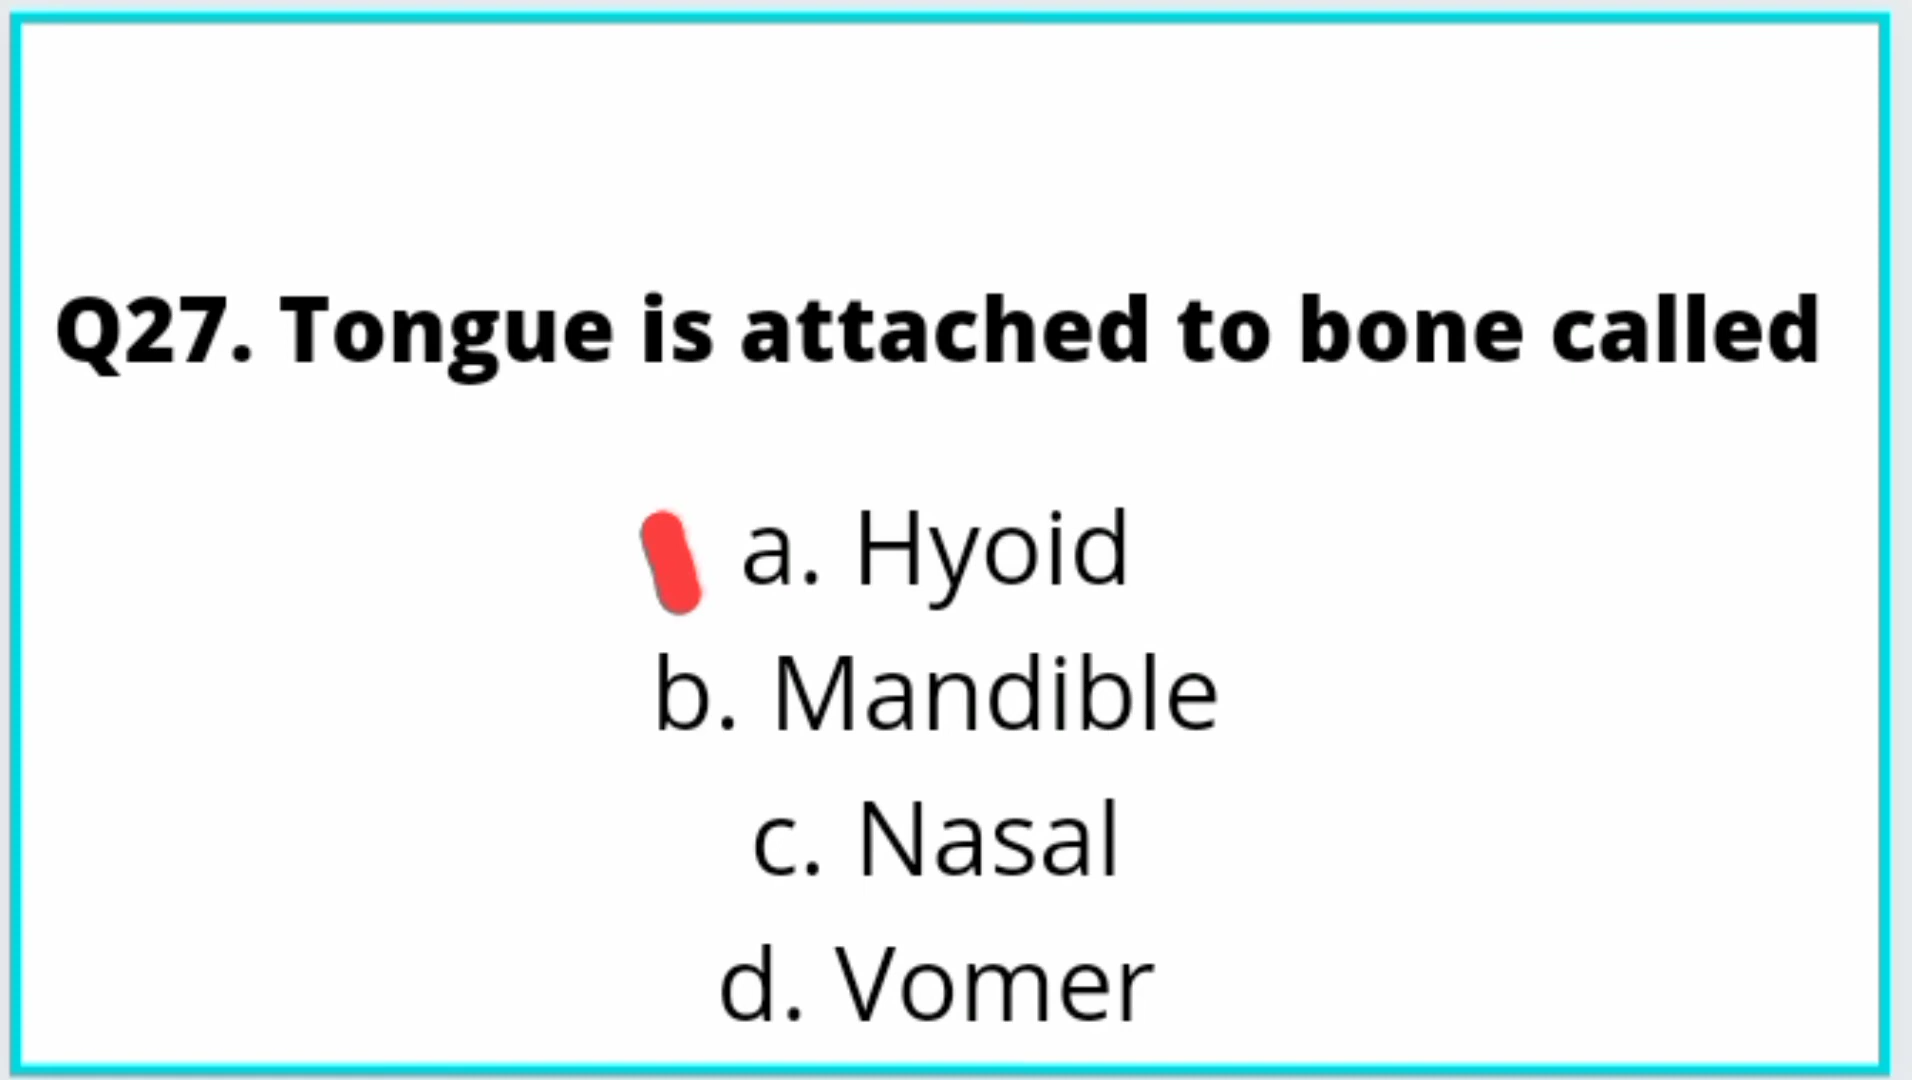 Q27. Tongue is attached to bone called
a. Hyoid
b. Mandible
c. Nasal
d. Vomer